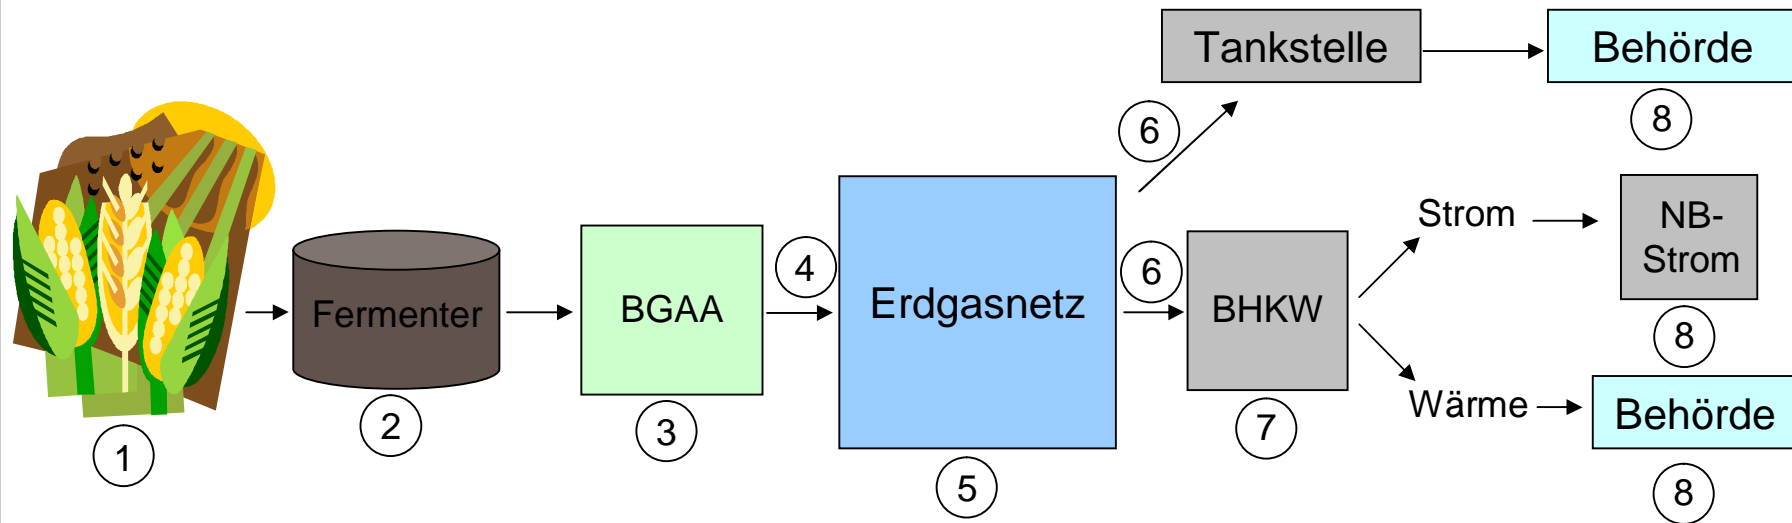 Tankstelle
Behörde
8
6
Strom
NB-
Strom
8
Fermenter
2
BGAA
3
4
Erdgasnetz
5
6
BHKW
7
Wärme
Behörde
8
1